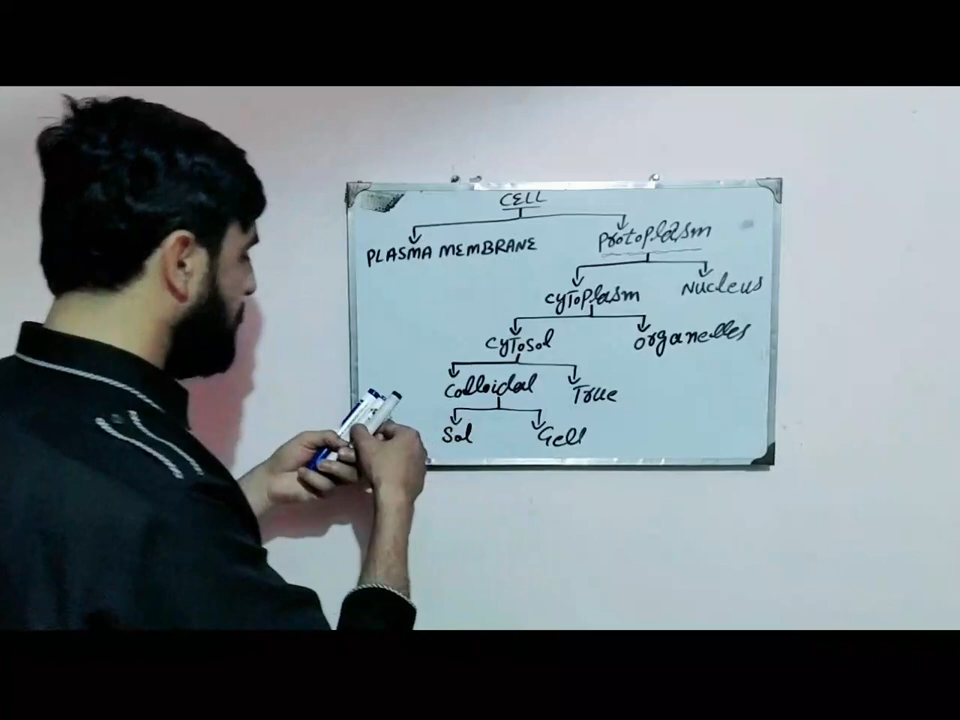 CELL
PLASMA MEMBRANE
Protoplasm
Cytoplasm
Nucleus
Cytosol
organelles
Colloidal
True
Sol
Gell